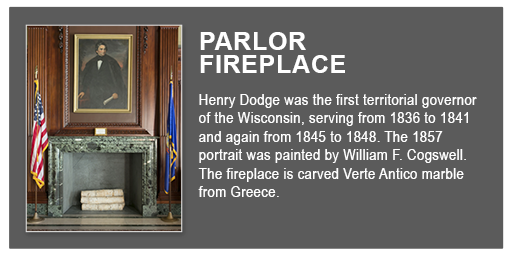 PARLOR
FIREPLACE
Henry Dodge was the first territorial governor
of the Wisconsin, serving from 1836 to 1841
and again from 1845 to 1848. The 1857
portrait was painted by William F. Cogswell.
The fireplace is carved Verte Antico marble
from Greece.